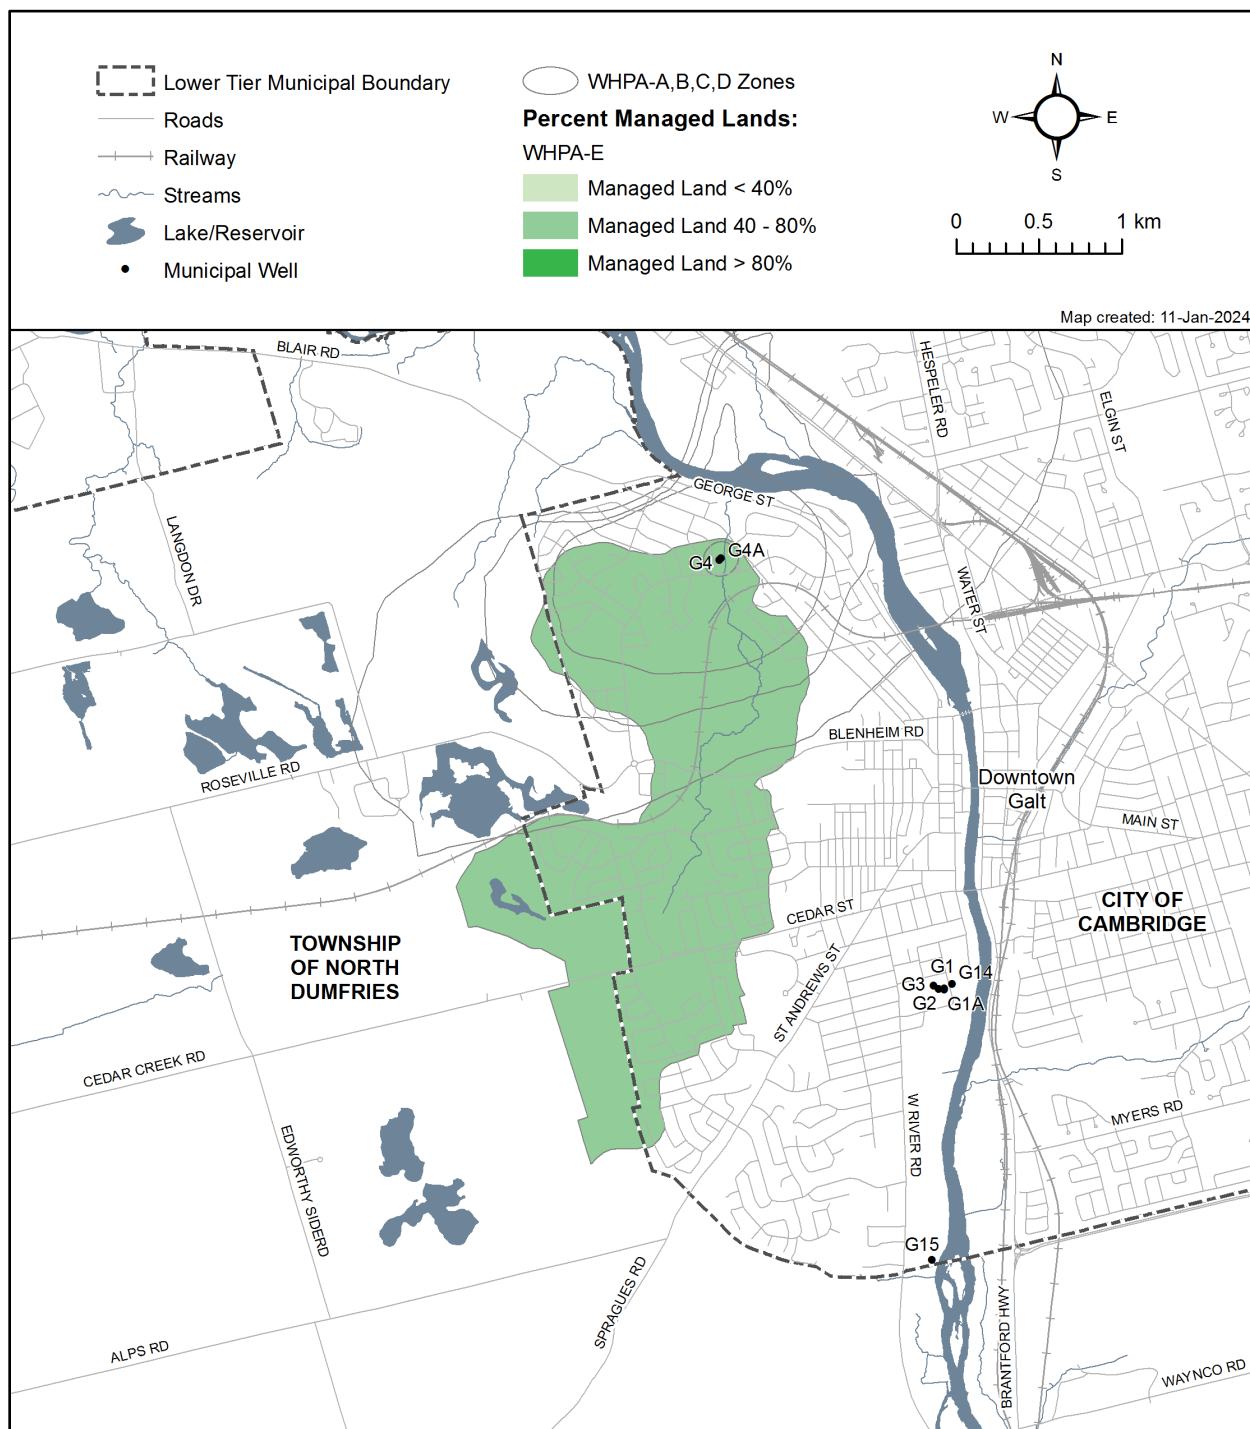 Lower Tier Municipal Boundary
Roads
Railway
Streams
Lake/Reservoir
Municipal Well
WHPA-A,B,C,D Zones
Percent Managed Lands:
WHPA-E
Managed Land < 40%
Managed Land 40 - 80%
Managed Land > 80%
N
W
E
S
0 0.5 1 km
Map created: 11-Jan-2024
BLAIR RD
HESPELER RD
ELGIN ST
GEORGE ST
LANGDON DR
G4A
G4
WATER ST
ROSEVILLE RD
BLENHEIM RD
Downtown
Galt
MAIN ST
CEDAR ST
CITY OF
CAMBRIDGE
TOWNSHIP
OF NORTH
DUMFRIES
ST ANDREWS ST
G1
G14
G3
G2
G1A
CEDAR CREEK RD
W RIVER RD
MYERS RD
EDWORTHY SIDERD
G15
SPRAGUES RD
BRANTFORD HWY
ALPS RD
WAYNCO RD